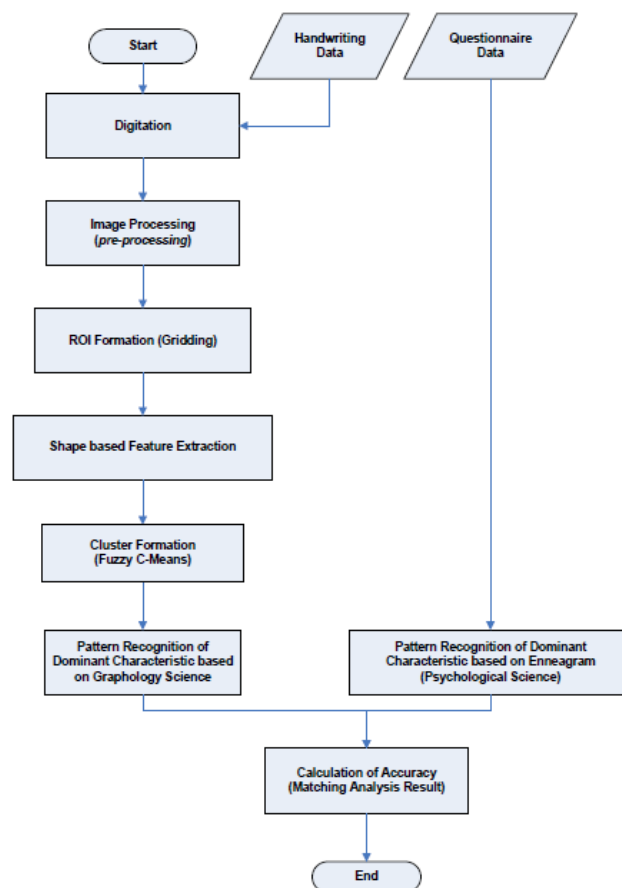 Start
Handwriting
Data
Questionnaire
Data
Digitation
Image Processing
(pre-processing)
ROI Formation (Gridding)
Shape based Feature Extraction
Cluster Formation
(Fuzzy C-Means)
Pattern Recognition of
Dominant Characteristic based
on Graphology Science
Pattern Recognition of Dominant
Characteristic based on Enneagram
(Psychological Science)
Calculation of Accuracy
(Matching Analysis Result)
End